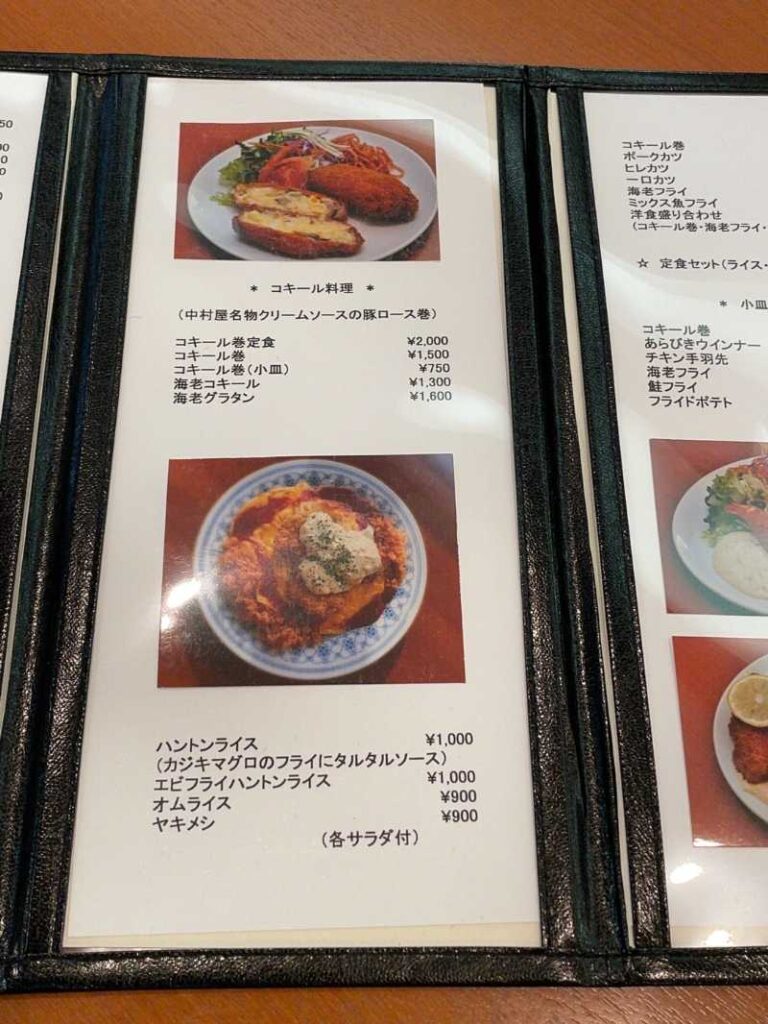 50
00
0
0
* コキール料理 *
(中村屋名物クリームソースの豚ロース巻)
コキール巻定食 ¥2,000
コキール巻 ¥1,500
コキール巻(小皿) ¥750
海老コキール ¥1,300
海老グラタン ¥1,600
ハントンライス ¥1,000
(カジキマグロのフライにタルタルソース)
エビフライハントンライス ¥1,000
オムライス ¥900
ヤキメシ ¥900
(各サラダ付)
コキール巻
ポークカツ
ヒレカツ
一口カツ
海老フライ
ミックス魚フライ
洋食盛り合わせ
(コキール巻・海老フライ・
☆ 定食セット(ライス・
* 小皿
コキール巻
あらびきウインナー
チキン手羽先
海老フライ
鮭フライ
フライドポテト